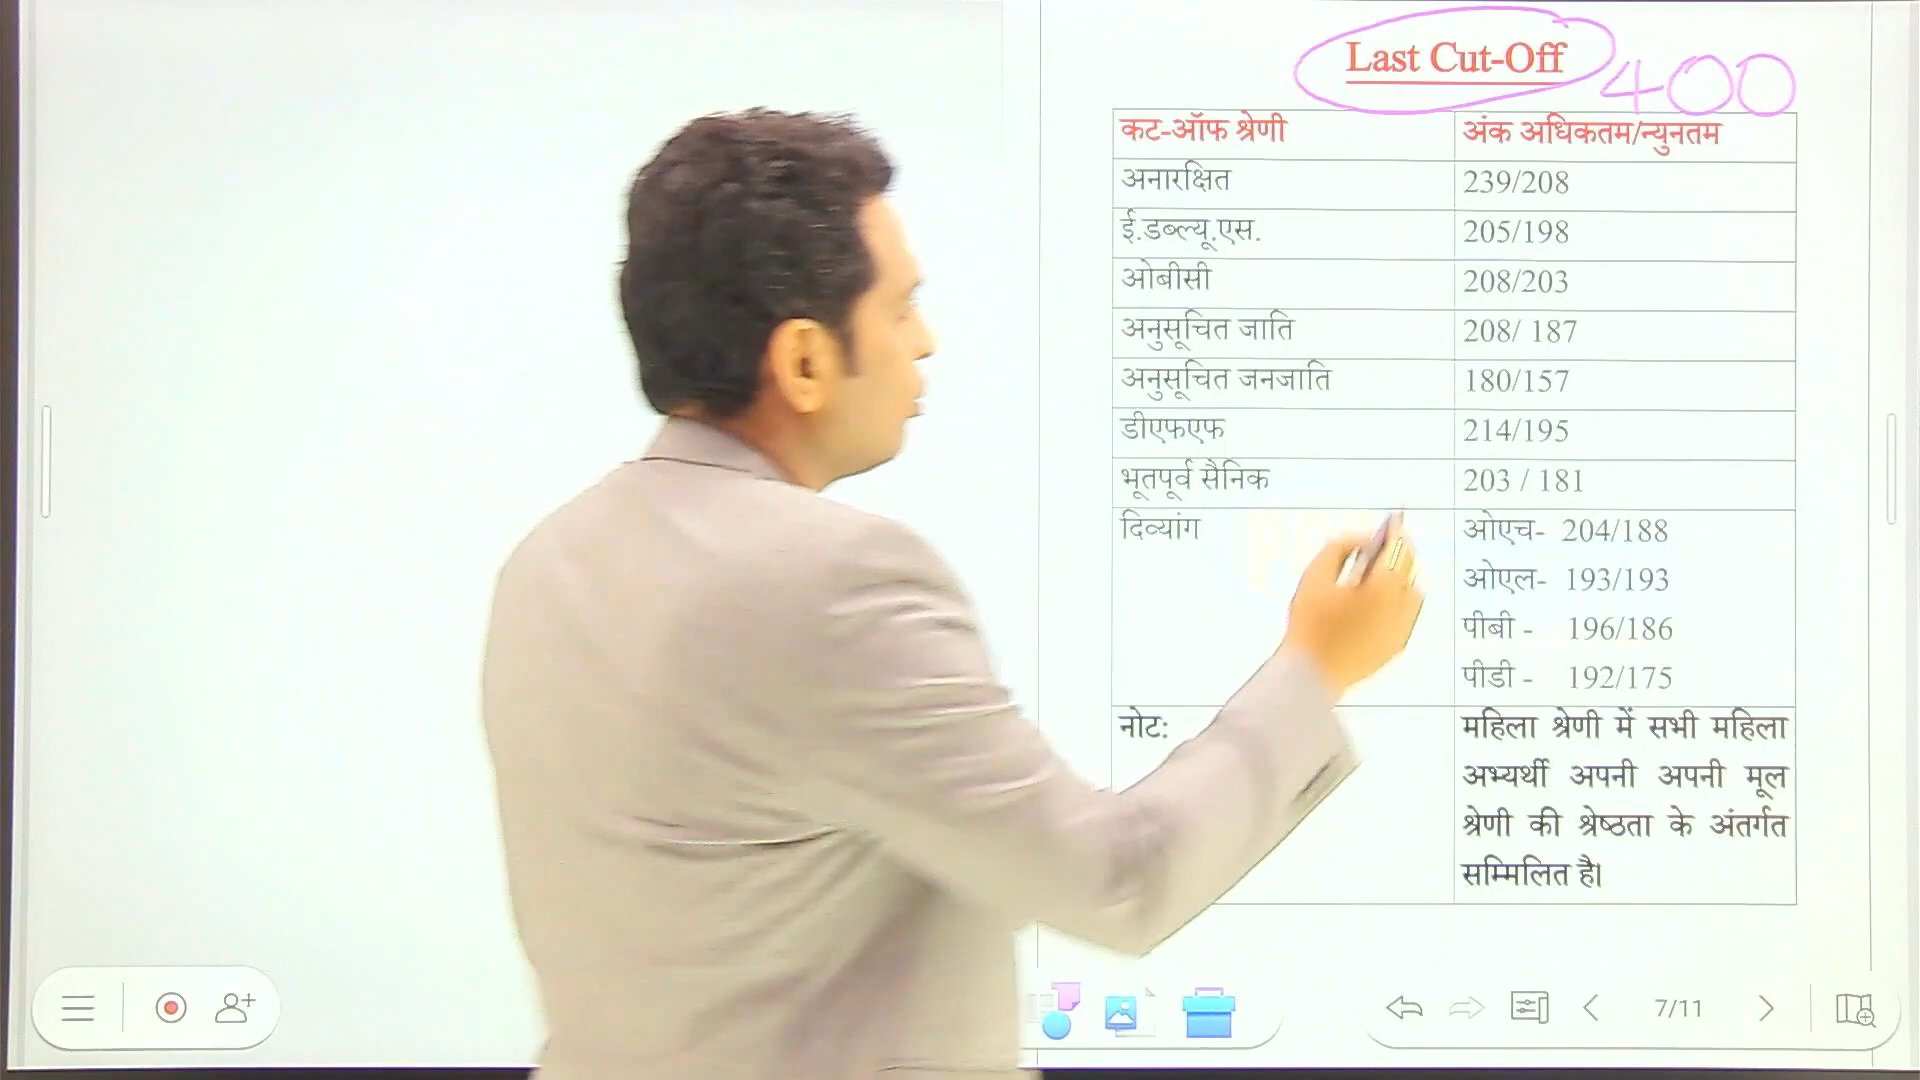 Last Cut-Off 400
कट-ऑफ श्रेणी अंक अधिकतम/न्युनतम
अनारक्षित 239/208
ई.डब्ल्यू.एस. 205/198
ओबीसी 208/203
अनुसूचित जाति 208/ 187
अनुसूचित जनजाति 180/157
डीएफएफ 214/195
भूतपूर्व सैनिक 203 / 181
दिव्यांग ओएच- 204/188
ओएल- 193/193
पीबी - 196/186
पीडी - 192/175
नोट: महिला श्रेणी में सभी महिला
अभ्यर्थी अपनी अपनी मूल
श्रेणी की श्रेष्ठता के अंतर्गत
सम्मिलित है।
7/11